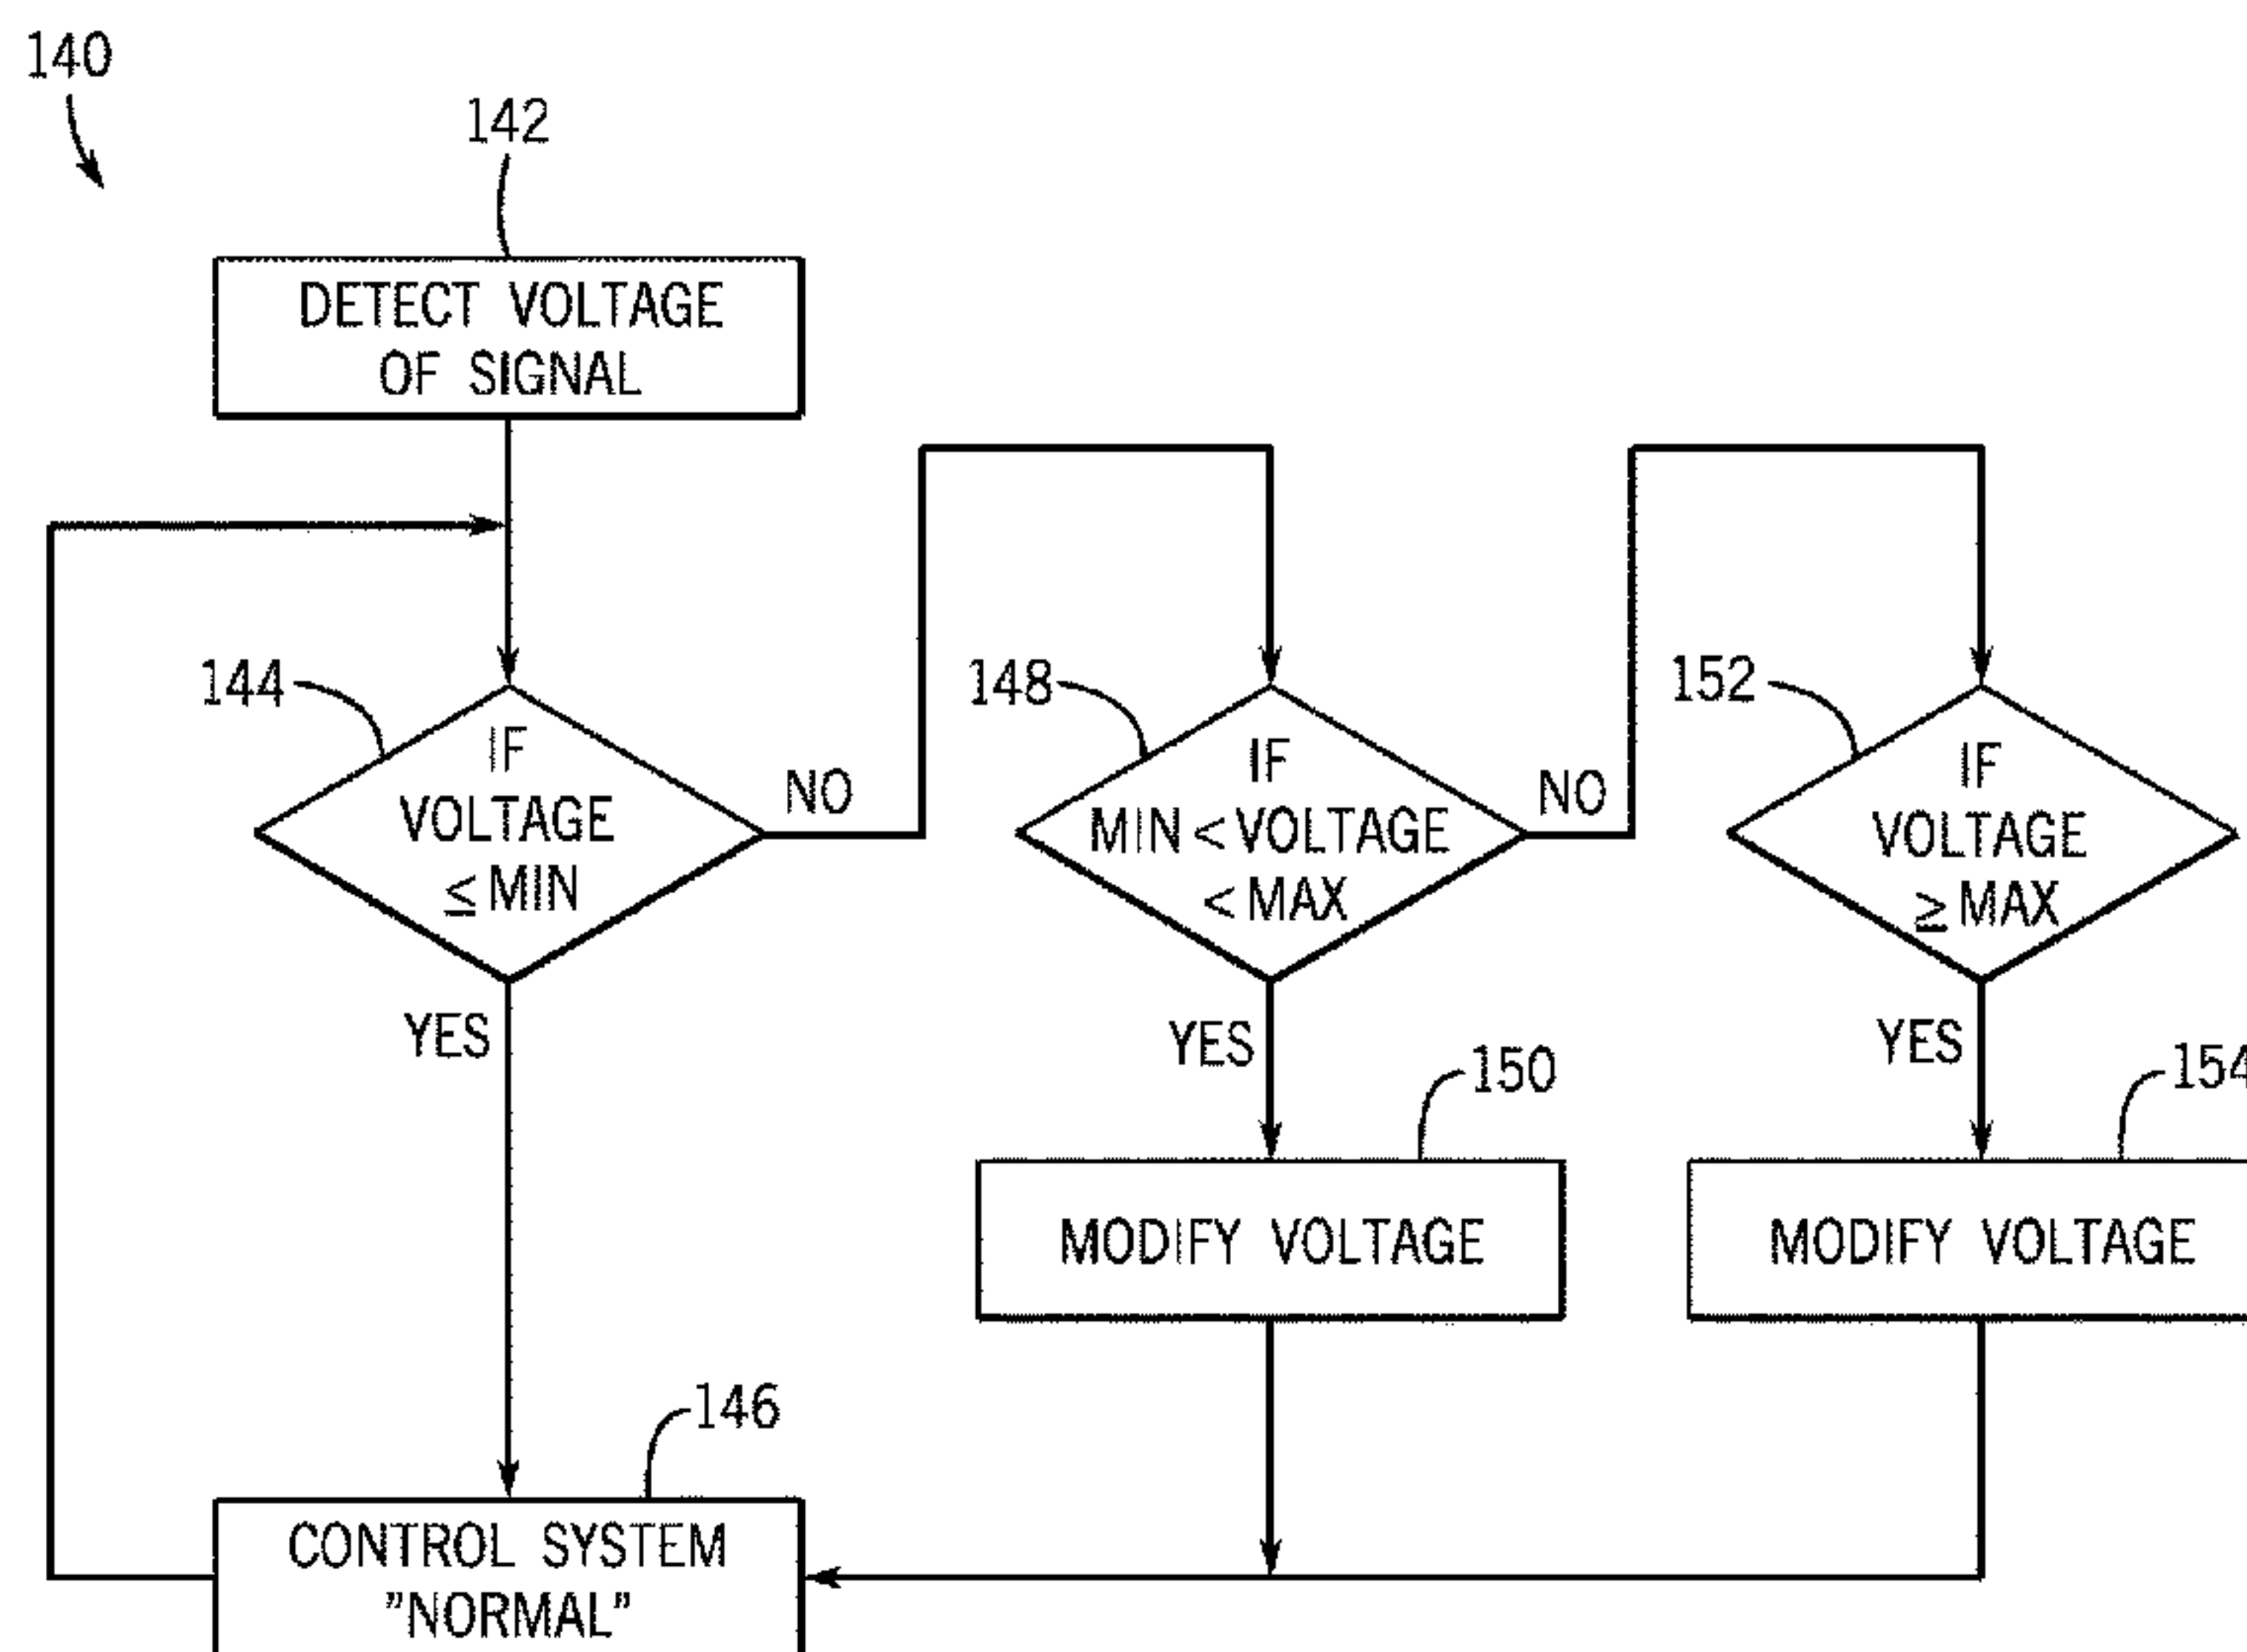 140
142
DETECT VOLTAGE
OF SIGNAL
144
IF
VOLTAGE
≤ MIN
NO
YES
148
IF
MIN < VOLTAGE
< MAX
NO
YES
152
IF
VOLTAGE
≥ MAX
YES
150
MODIFY VOLTAGE
154
MODIFY VOLTAGE
146
CONTROL SYSTEM
"NORMAL"